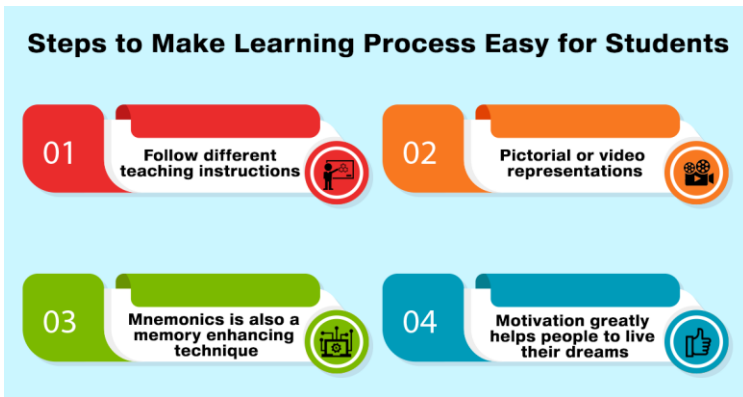 Steps to Make Learning Process Easy for Students
01
Follow different
teaching instructions
02
Pictorial or video
representations
03
Mnemonics is also a
memory enhancing
technique
04
Motivation greatly
helps people to live
their dreams